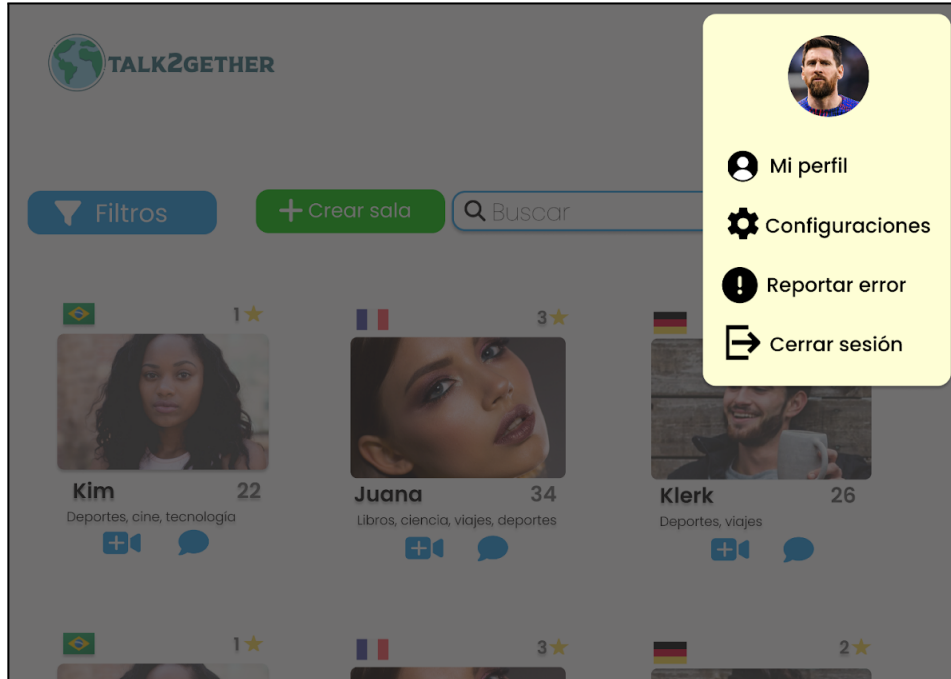 TALK2GETHER
Mi perfil
Filtros
Crear sala
Buscar
Configuraciones
Reportar error
Cerrar sesión
1
3
Kim 22
Deportes, cine, tecnología
Juana 34
Libros, ciencia, viajes, deportes
Klerk 26
Deportes, viajes
1
3
2